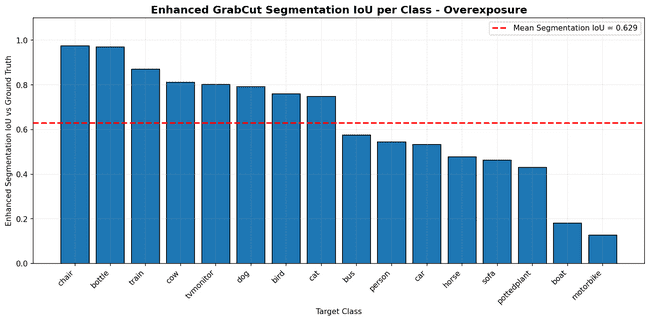 Enhanced GrabCut Segmentation IoU per Class - Overexposure
Mean Segmentation IoU = 0.629
Enhanced Segmentation IoU vs Ground Truth
1.0
0.8
0.6
0.4
0.2
0.0
chair
bottle
train
cow
tvmonitor
dog
bird
cat
bus
person
car
horse
sofa
pottedplant
boat
motorbike
Target Class